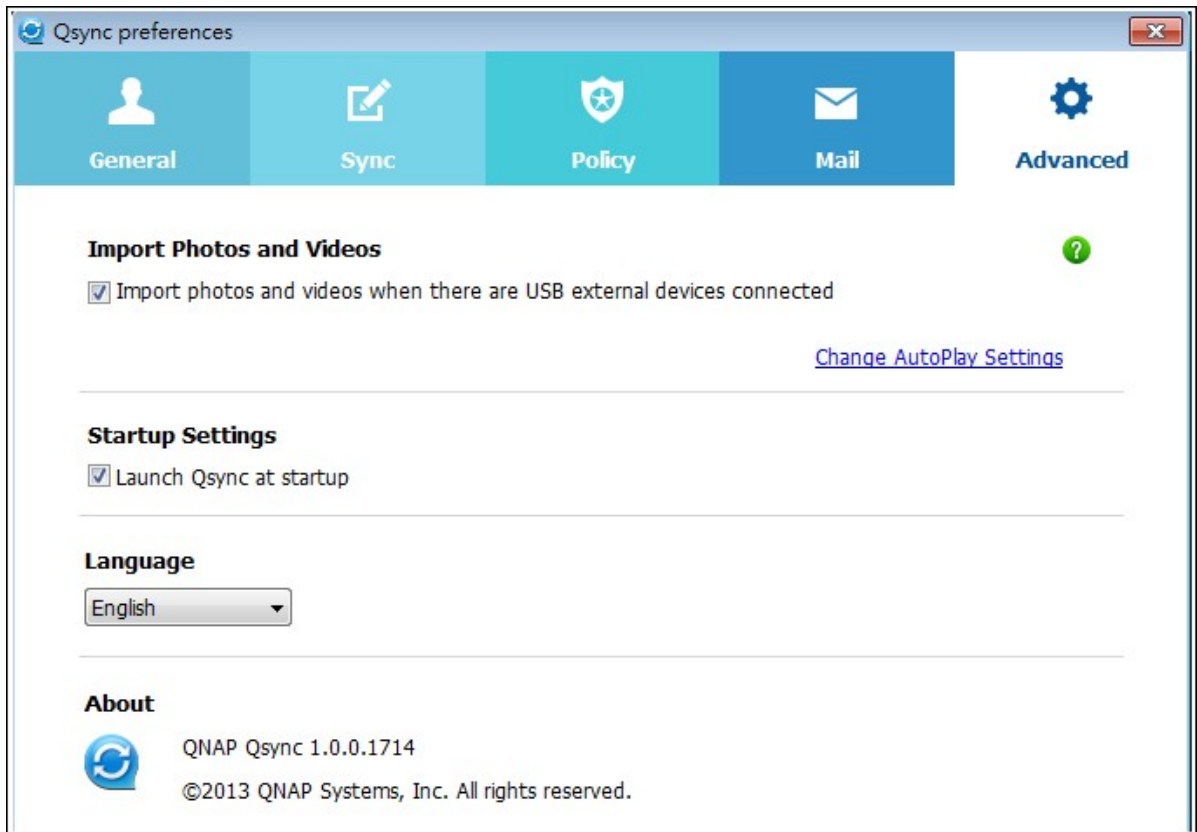 Qsync preferences
General Sync Policy Mail Advanced
Import Photos and Videos
Import photos and videos when there are USB external devices connected
Change AutoPlay Settings
Startup Settings
Launch Qsync at startup
Language
English
About
QNAP Qsync 1.0.0.1714
©2013 QNAP Systems, Inc. All rights reserved.